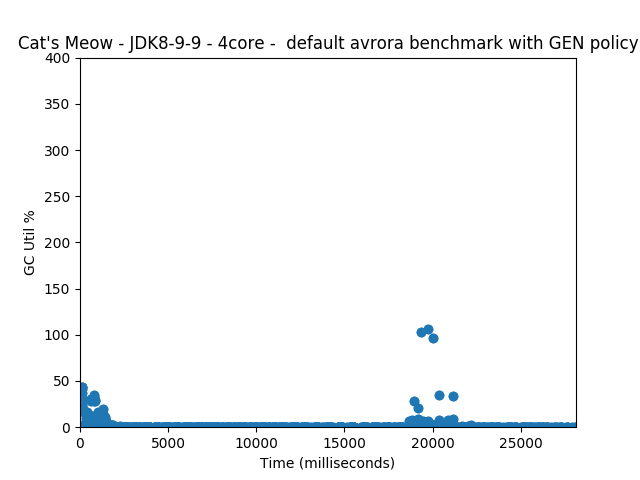 Cat's Meow - JDK8-9-9 - 4core -  default avrora benchmark with GEN policy
400
350
300
250
200
150
100
50
0
GC Util %
0 5000 10000 15000 20000 25000
Time (milliseconds)